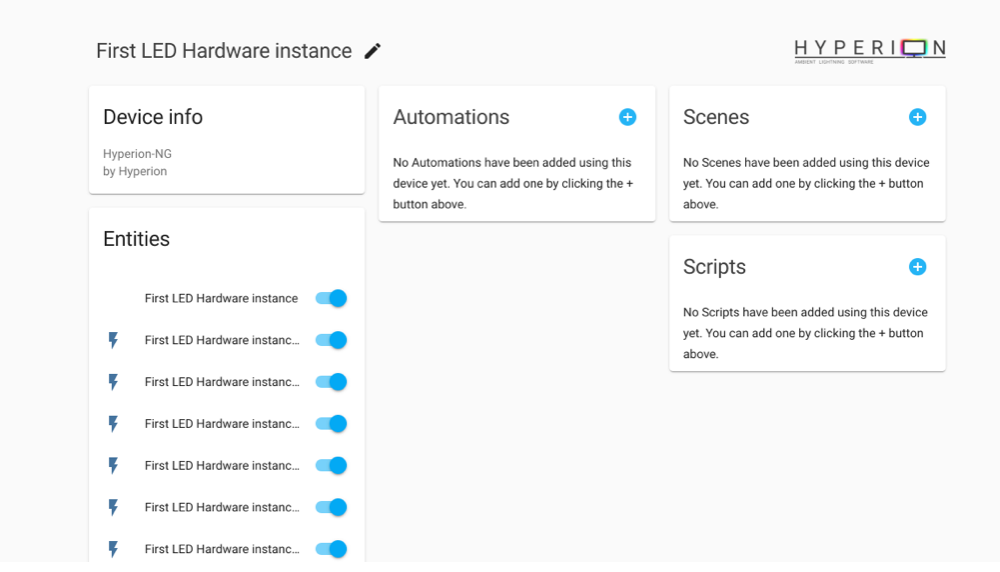 First LED Hardware instance
HYPERION
AMBIENT LIGHTNING SOFTWARE
Device info
Hyperion-NG
by Hyperion
Entities
First LED Hardware instance
First LED Hardware instanc...
First LED Hardware instanc...
First LED Hardware instanc...
First LED Hardware instanc...
First LED Hardware instanc...
First LED Hardware instanc...
Automations
No Automations have been added using this
device yet. You can add one by clicking the +
button above.
Scenes
No Scenes have been added using this device
yet. You can add one by clicking the + button
above.
Scripts
No Scripts have been added using this device
yet. You can add one by clicking the + button
above.